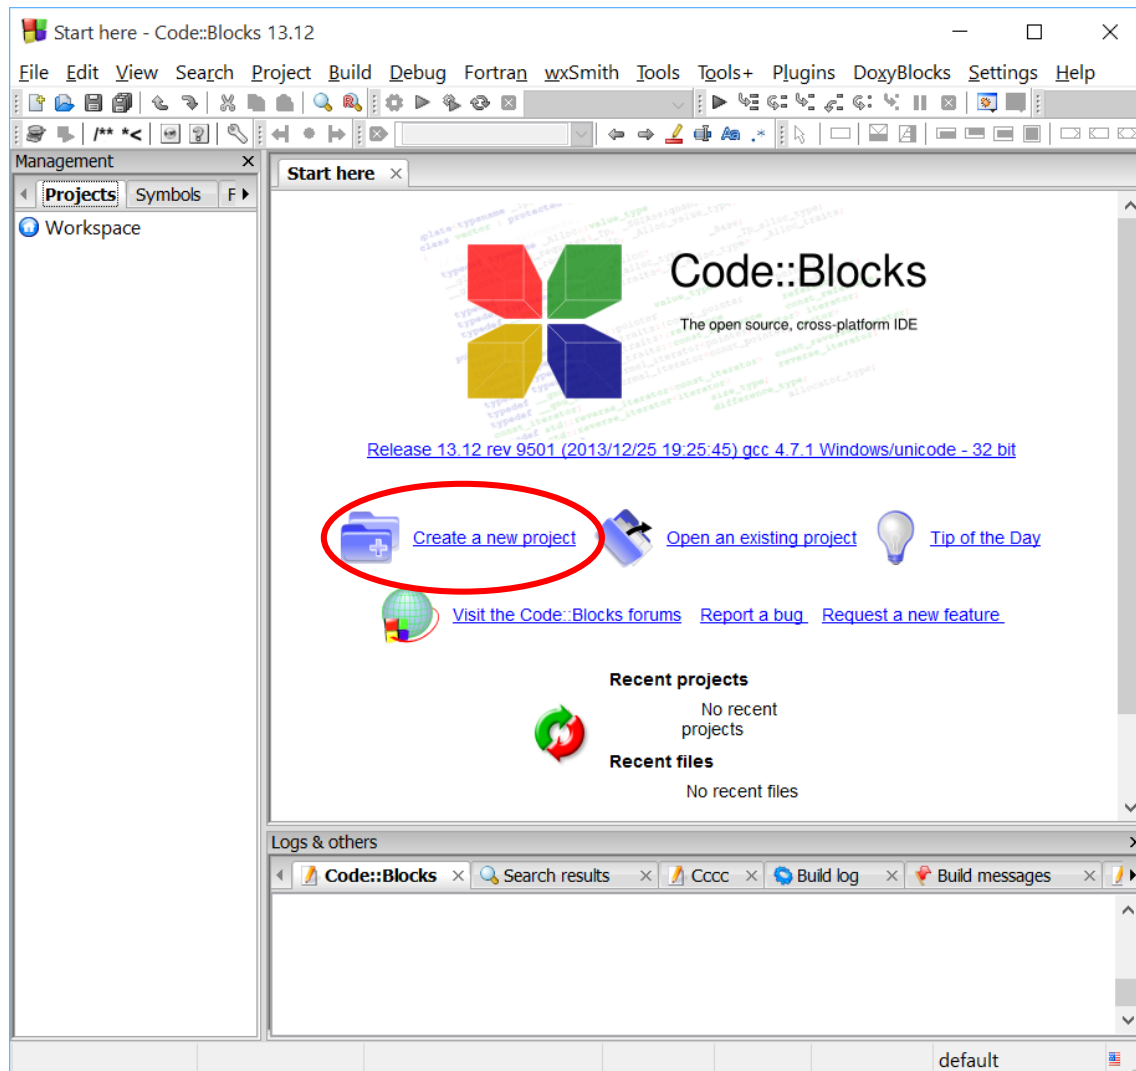 Start here - Code::Blocks 13.12
File Edit View Search Project Build Debug Fortran wxSmith Tools Tools+ Plugins DoxyBlocks Settings Help
/** *<
Aa .*
Management
Start here
Projects Symbols F
Workspace
Code::Blocks
The open source, cross-platform IDE
Release 13.12 rev 9501 (2013/12/25 19:25:45) gcc 4.7.1 Windows/unicode - 32 bit
Create a new project Open an existing project Tip of the Day
Visit the Code::Blocks forums Report a bug Request a new feature
Recent projects
No recent
projects
Recent files
No recent files
Logs & others
Code::Blocks Search results Cccc Build log Build messages
default